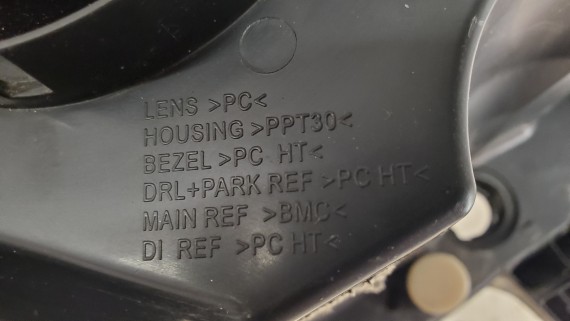 LENS >PC<
HOUSING >PPT30<
BEZEL >PC HT<
DRL+PARK REF >PC HT<
MAIN REF >BMC<
DI REF >PC HT<